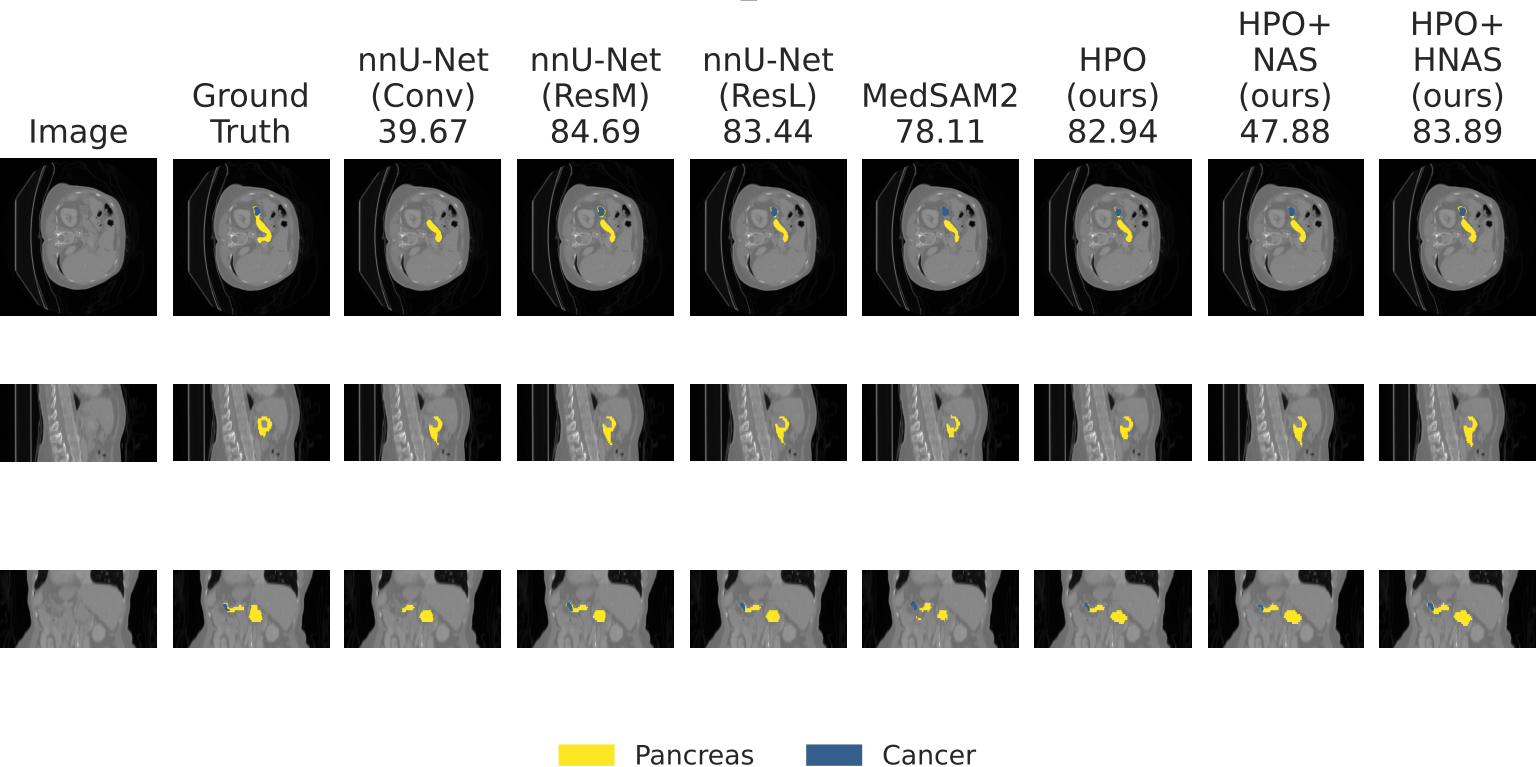 Image
Ground
Truth
nnU-Net
(Conv)
39.67
nnU-Net
(ResM)
84.69
nnU-Net
(ResL)
83.44
MedSAM2
78.11
HPO
(ours)
82.94
HPO+
NAS
(ours)
47.88
HPO+
HNAS
(ours)
83.89
Pancreas
Cancer